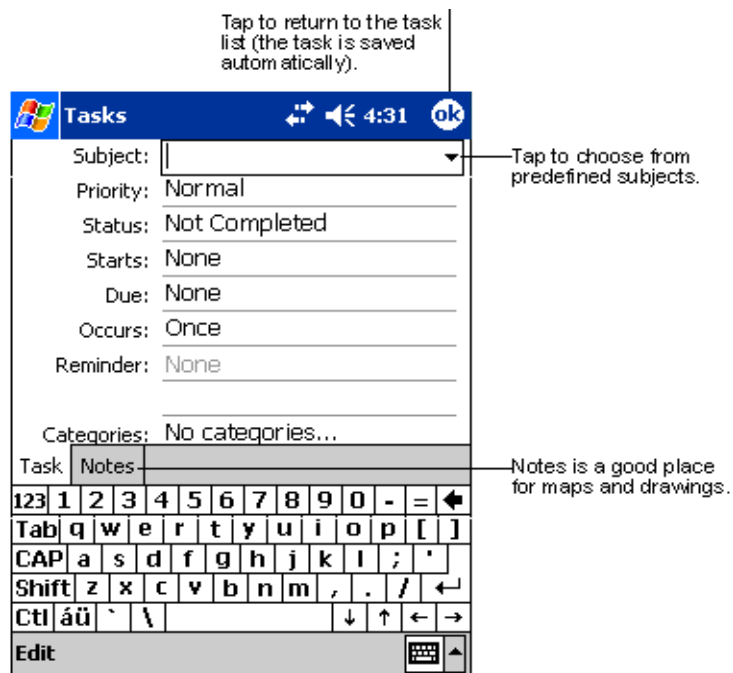 Tap to return to the task
list (the task is saved
automatically).
Tasks 4:31 ok
Subject:
Tap to choose from
predefined subjects.
Priority: Normal
Status: Not Completed
Starts: None
Due: None
Occurs: Once
Reminder: None
Categories: No categories...
Task Notes
Notes is a good place
for maps and drawings.
123 1 2 3 4 5 6 7 8 9 0 - =
Tab q w e r t y u i o p [ ]
CAP a s d f g h j k l ; '
Shift z x c v b n m , . /
Ctl áü ` \ ↓ ↑ ← →
Edit